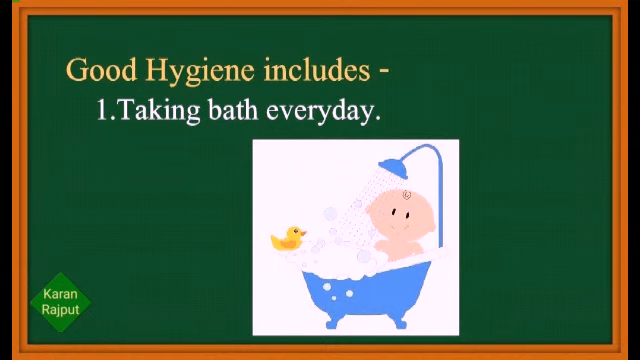 Good Hygiene includes -
1.Taking bath everyday.
Karan
Rajput